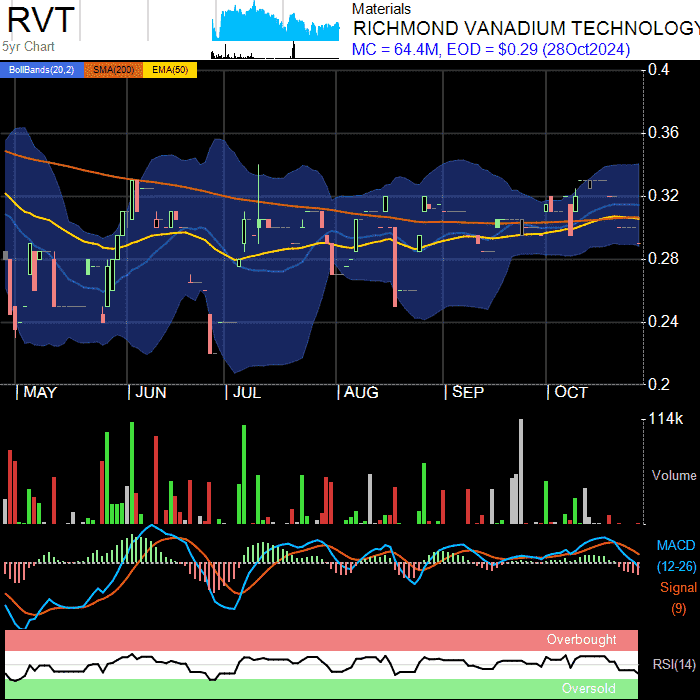 RVT
5yr Chart
Materials
RICHMOND VANADIUM TECHNOLOGY
MC = 64.4M, EOD = $0.29 (28Oct2024)
BollBands(20,2) SMA(200) EMA(50)
0.4
0.36
0.32
0.28
0.24
0.2
MAY JUN JUL AUG SEP OCT
114k
Volume
MACD
(12-26)
Signal
(9)
Overbought
RSI(14)
Oversold